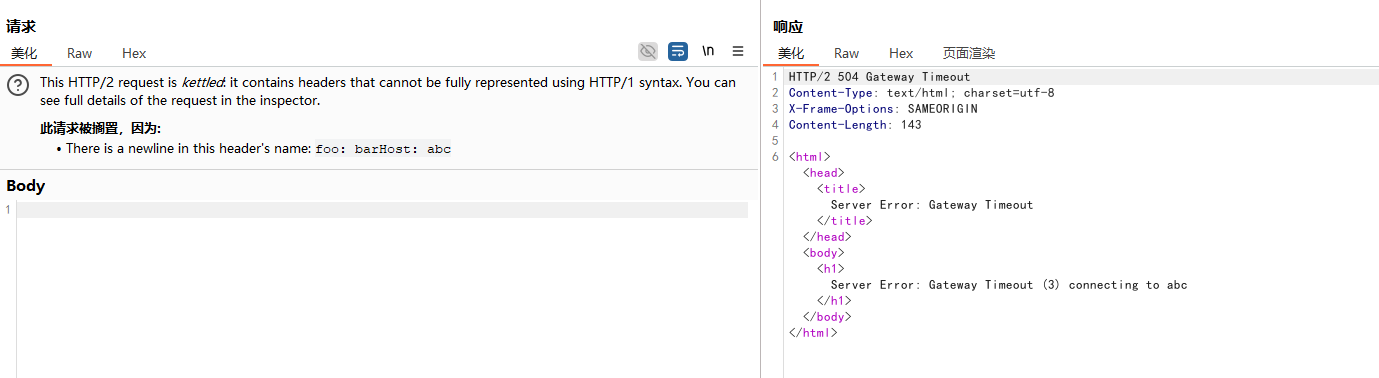 请求
美化 Raw Hex
\n
This HTTP/2 request is kettled: it contains headers that cannot be fully represented using HTTP/1 syntax. You can
see full details of the request in the inspector.
此请求被搁置，因为:
• There is a newline in this header's name: foo: barHost: abc
Body
1
响应
美化 Raw Hex 页面渲染
1 HTTP/2 504 Gateway Timeout
2 Content-Type: text/html; charset=utf-8
3 X-Frame-Options: SAMEORIGIN
4 Content-Length: 143
5
6 <html>
<head>
<title>
Server Error: Gateway Timeout
</title>
</head>
<body>
<h1>
Server Error: Gateway Timeout (3) connecting to abc
</h1>
</body>
</html>